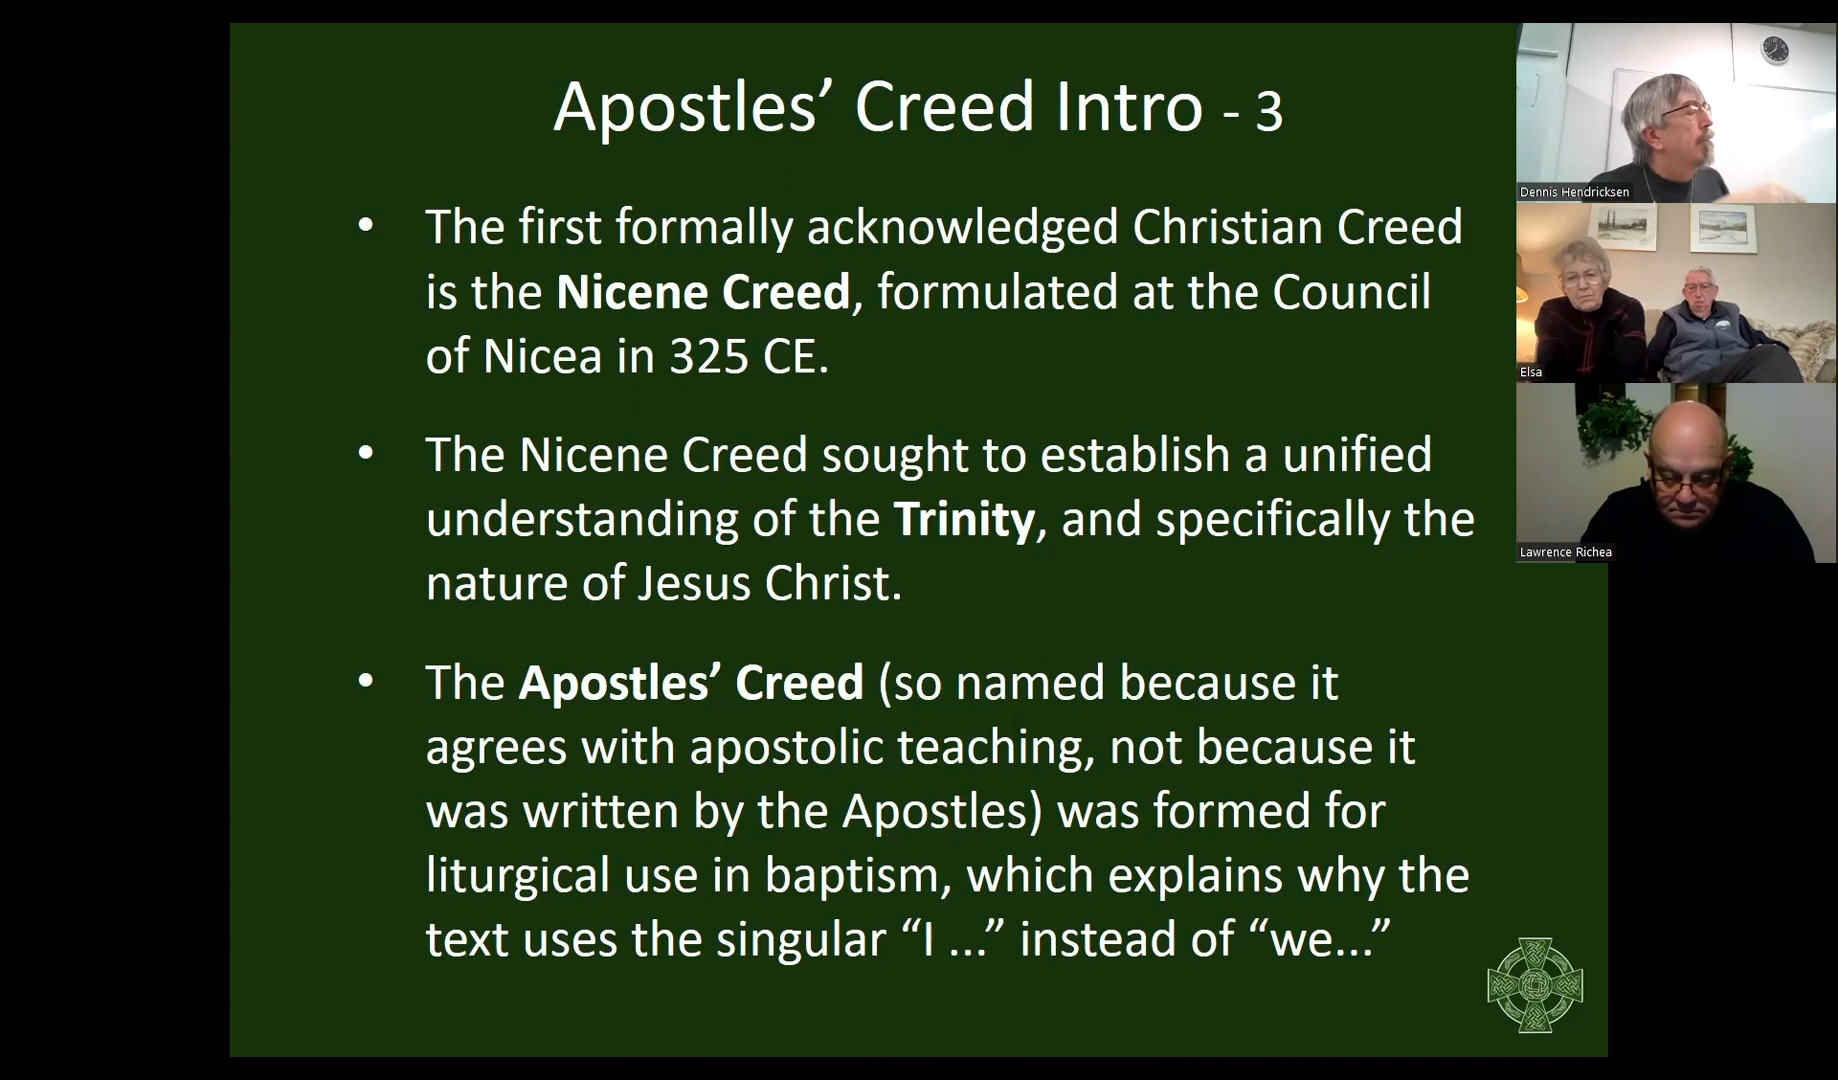 Apostles’ Creed Intro - 3
• The first formally acknowledged Christian Creed
is the Nicene Creed, formulated at the Council
of Nicea in 325 CE.
• The Nicene Creed sought to establish a unified
understanding of the Trinity, and specifically the
nature of Jesus Christ.
• The Apostles’ Creed (so named because it
agrees with apostolic teaching, not because it
was written by the Apostles) was formed for
liturgical use in baptism, which explains why the
text uses the singular “I ...” instead of “we...”
Dennis Hendricksen
Elsa
Lawrence Richea